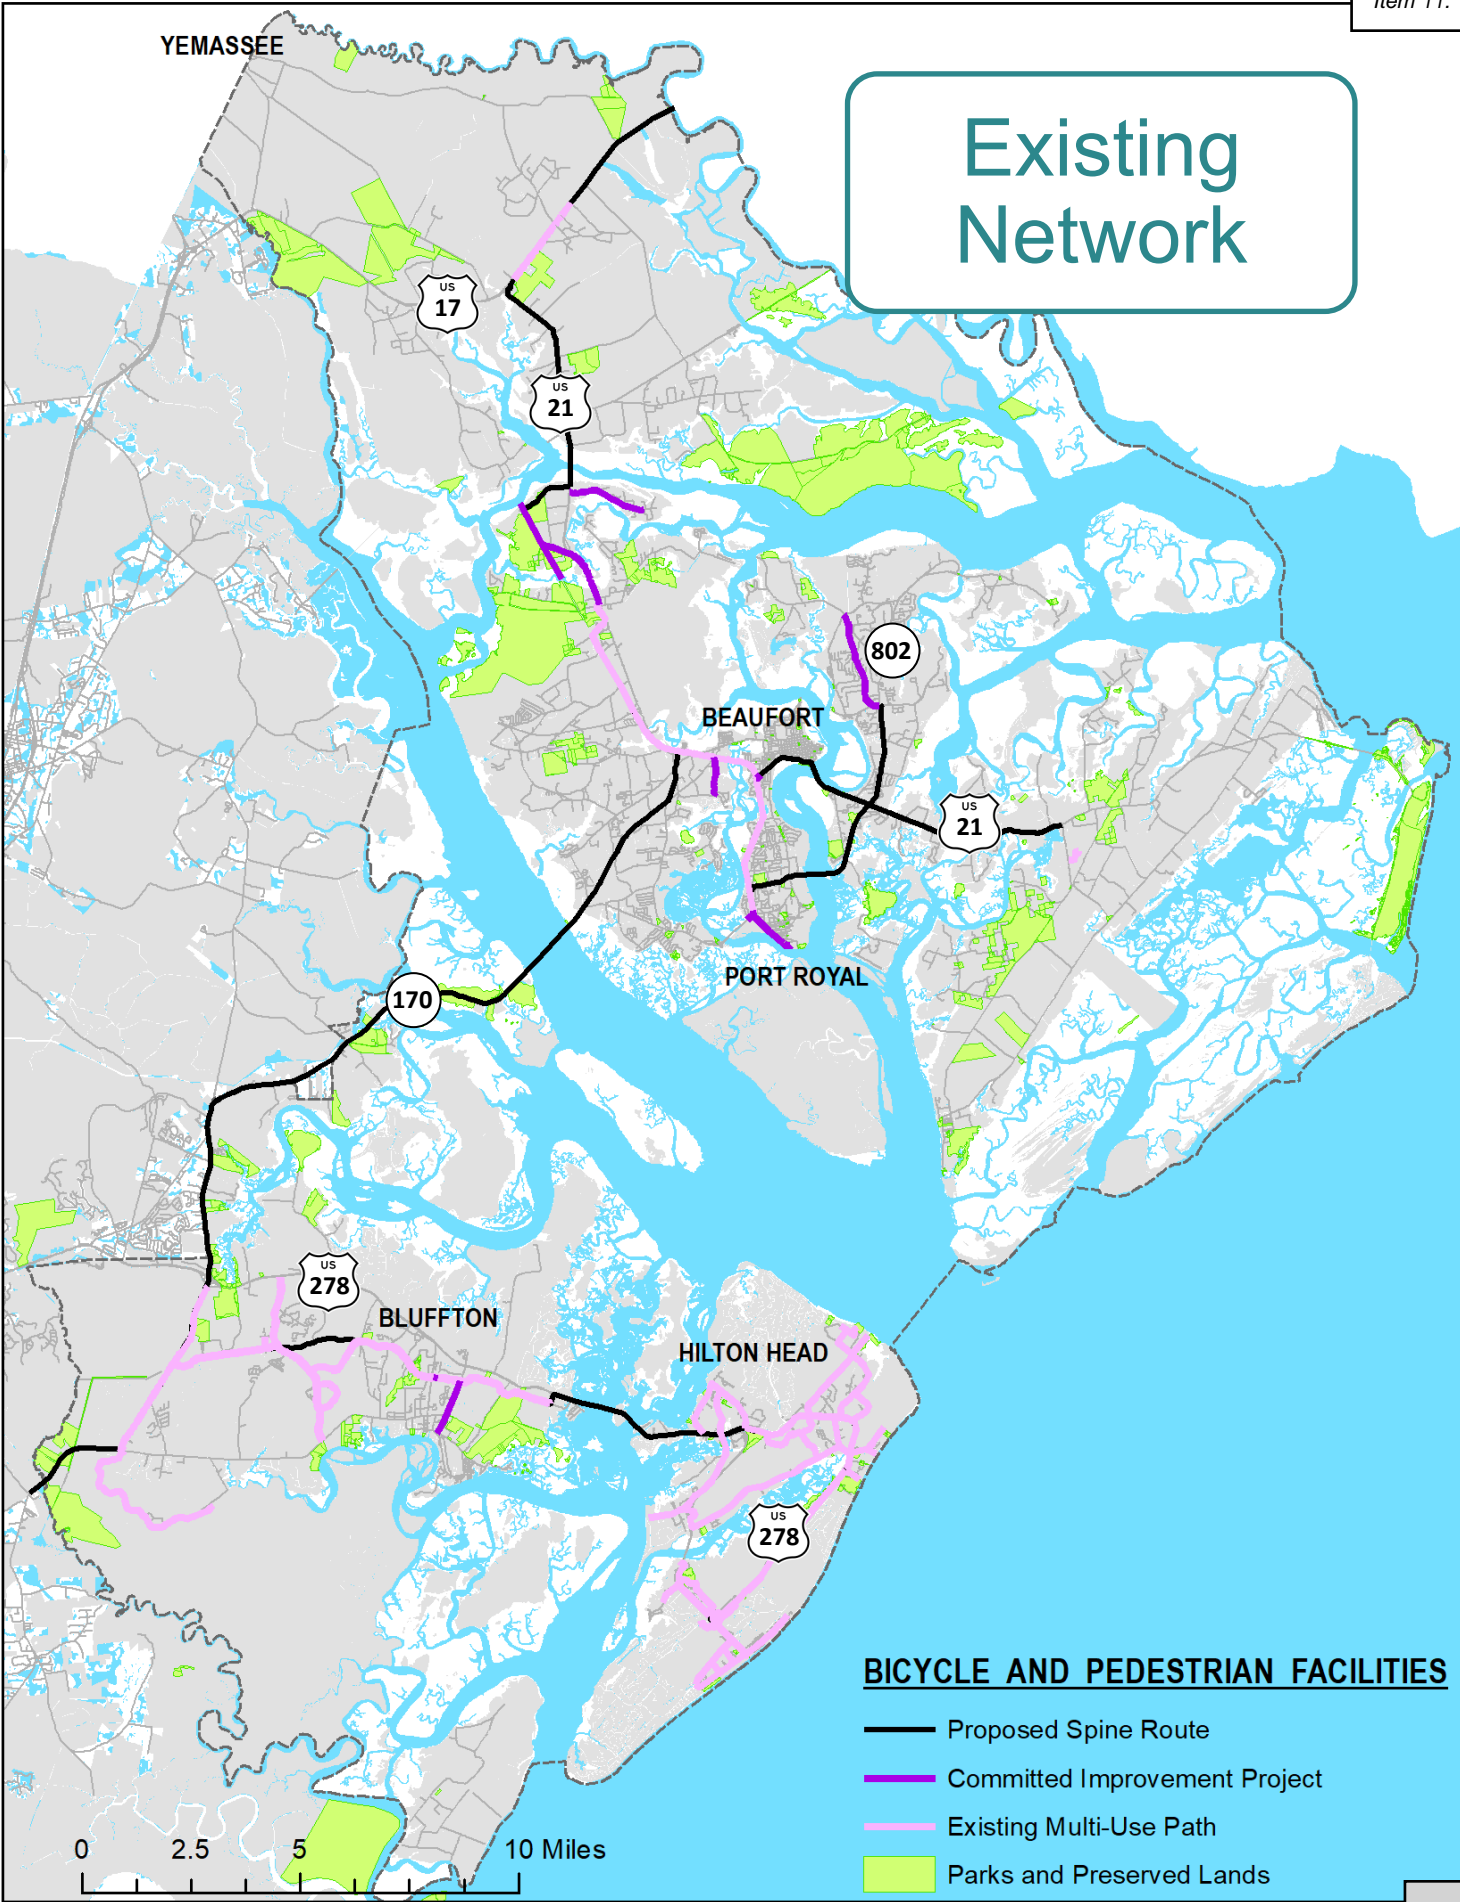 Item 11.
YEMASSEE
Existing
Network
US
17
US
21
802
BEAUFORT
US
21
PORT ROYAL
170
US
278
BLUFFTON
HILTON HEAD
US
278
BICYCLE AND PEDESTRIAN FACILITIES
Proposed Spine Route
Committed Improvement Project
Existing Multi-Use Path
Parks and Preserved Lands
0 2.5 5 10 Miles